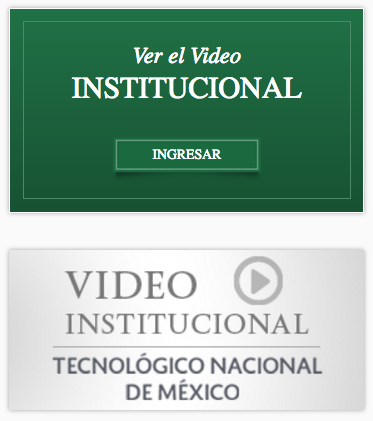 Ver el Video
INSTITUCIONAL
INGRESAR
VIDEO
INSTITUCIONAL
TECNOLÓGICO NACIONAL
DE MÉXICO